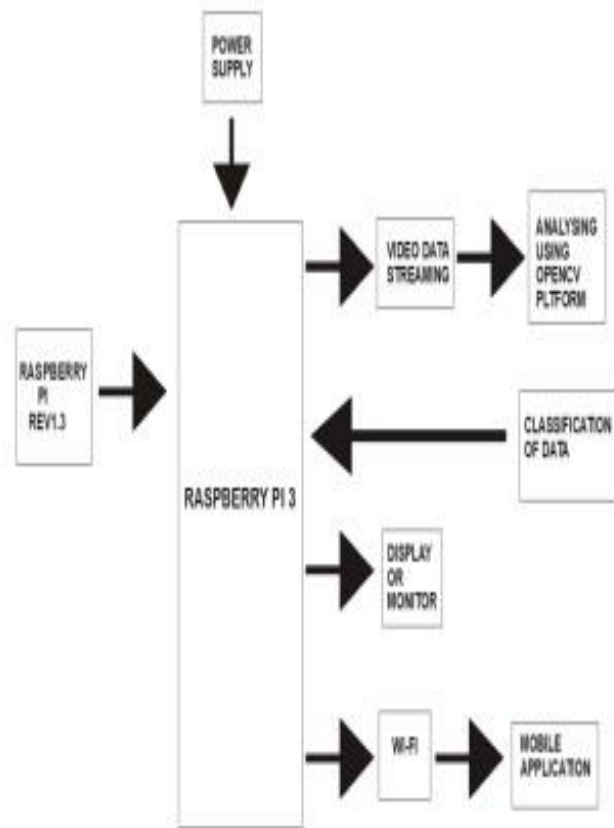 POWER
SUPPLY
VIDEO DATA
STREAMING
ANALYSING
USING
OPENCV
PLTFORM
RASPBERRY
PI
REV1.3
CLASSIFICATION
OF DATA
RASPBERRY PI 3
DISPLAY
OR
MONITOR
WI-FI
MOBILE
APPLICATION